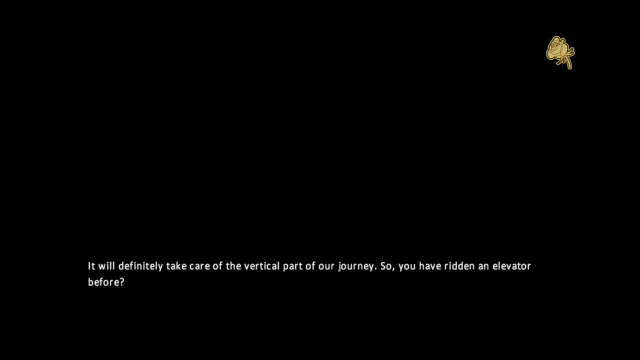 It will definitely take care of the vertical part of our journey. So, you have ridden an elevator
before?